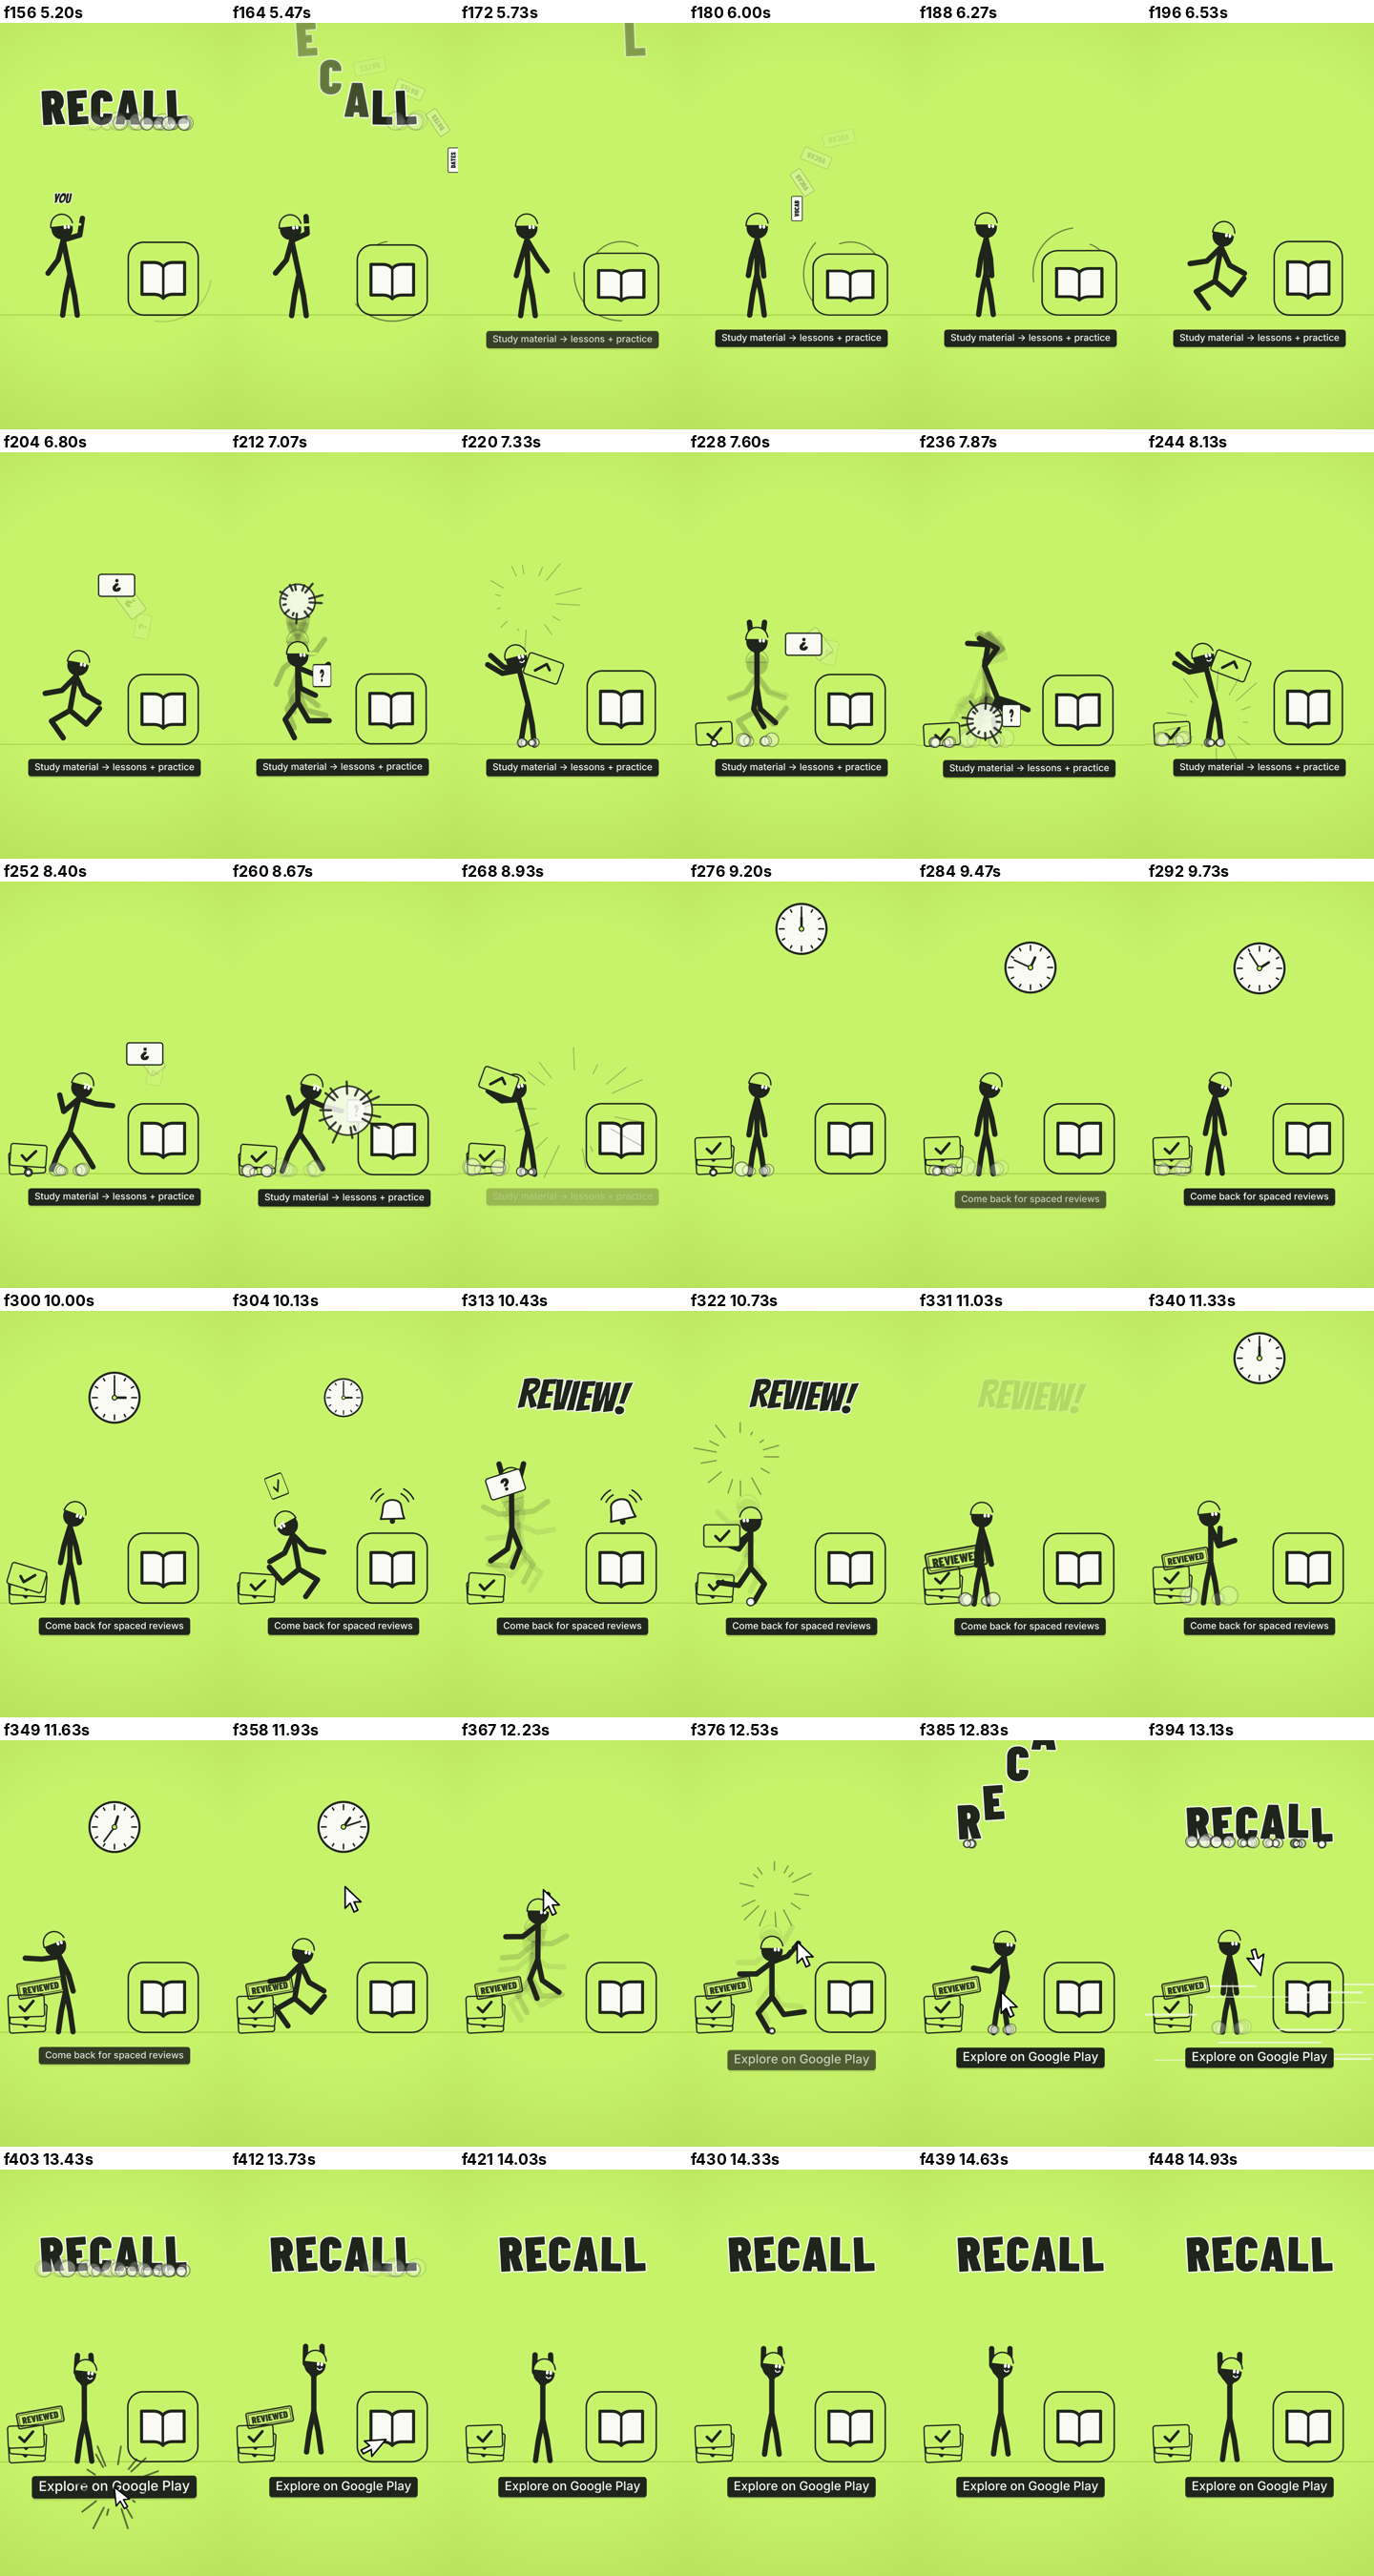 f156 5.20s
f164 5.47s
f172 5.73s
f180 6.00s
f188 6.27s
f196 6.53s
RECALL
E
C
ALL
L
DATES
DATES
DATES
DATES
VOCAB
VOCAB
VOCAB
VOCAB
YOU
Study material → lessons + practice
Study material → lessons + practice
Study material → lessons + practice
Study material → lessons + practice
f204 6.80s
f212 7.07s
f220 7.33s
f228 7.60s
f236 7.87s
f244 8.13s
?
?
?
?
Study material → lessons + practice
Study material → lessons + practice
Study material → lessons + practice
Study material → lessons + practice
Study material → lessons + practice
Study material → lessons + practice
f252 8.40s
f260 8.67s
f268 8.93s
f276 9.20s
f284 9.47s
f292 9.73s
?
Study material → lessons + practice
Study material → lessons + practice
Study material → lessons + practice
Come back for spaced reviews
Come back for spaced reviews
f300 10.00s
f304 10.13s
f313 10.43s
f322 10.73s
f331 11.03s
f340 11.33s
REVIEW!
REVIEW!
REVIEW!
?
REVIEWED
REVIEWED
Come back for spaced reviews
Come back for spaced reviews
Come back for spaced reviews
Come back for spaced reviews
Come back for spaced reviews
Come back for spaced reviews
f349 11.63s
f358 11.93s
f367 12.23s
f376 12.53s
f385 12.83s
f394 13.13s
R
E
C
A
RECALL
REVIEWED
REVIEWED
REVIEWED
REVIEWED
REVIEWED
REVIEWED
Come back for spaced reviews
Explore on Google Play
Explore on Google Play
Explore on Google Play
f403 13.43s
f412 13.73s
f421 14.03s
f430 14.33s
f439 14.63s
f448 14.93s
RECALL
RECALL
RECALL
RECALL
RECALL
RECALL
REVIEWED
REVIEWED
Explore on Google Play
Explore on Google Play
Explore on Google Play
Explore on Google Play
Explore on Google Play
Explore on Google Play